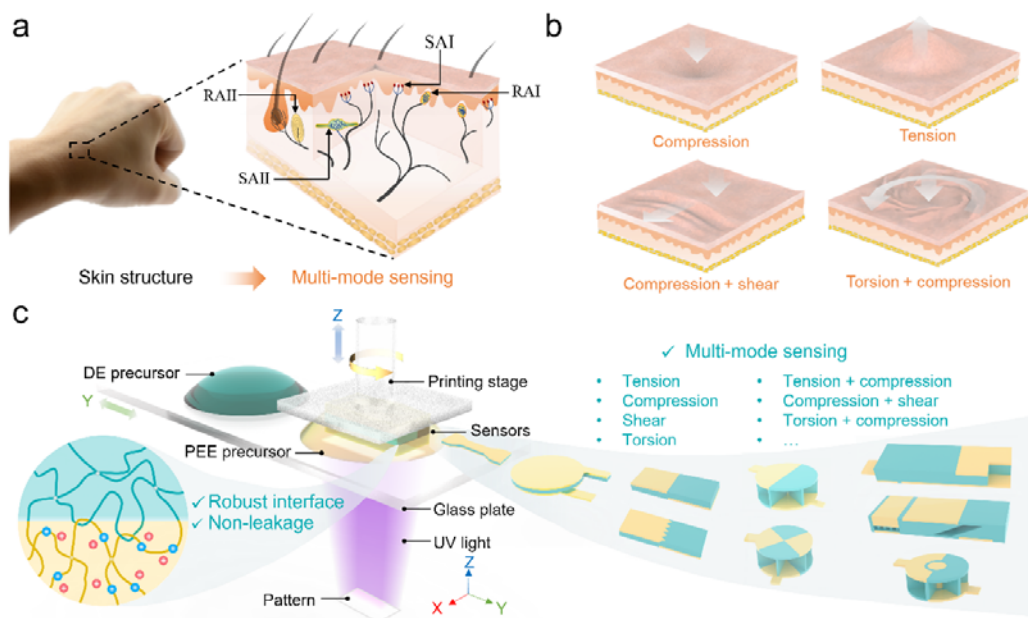 a
SAI
RAII
RAI
SAII
Skin structure
Multi-mode sensing
b
Compression
Tension
Compression + shear
Torsion + compression
c
Z
DE precursor
Printing stage
Y
Sensors
PEE precursor
✓ Robust interface
✓ Non-leakage
Glass plate
UV light
Pattern
Z
X
Y
✓ Multi-mode sensing
• Tension
• Compression
• Shear
• Torsion
• Tension + compression
• Compression + shear
• Torsion + compression
• ...